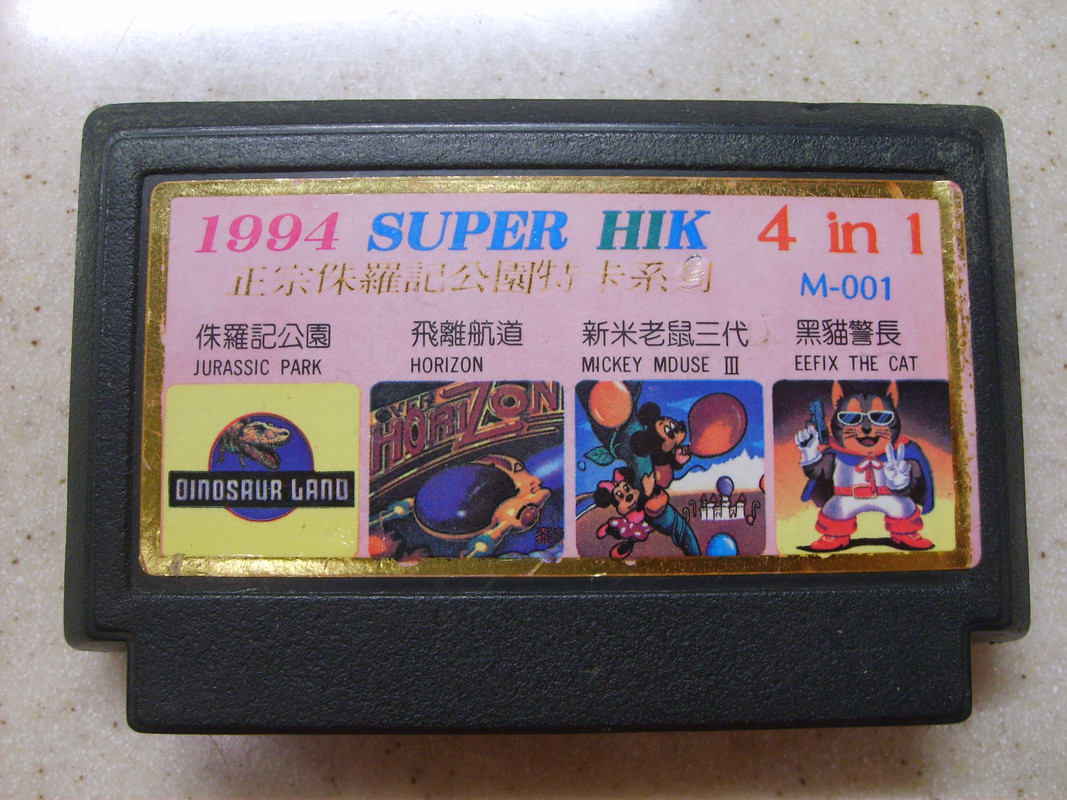 1994 SUPER HIK 4 in 1
正宗侏羅記公園特卡系列
M-001
侏羅記公園 飛離航道 新米老鼠三代 黑貓警長
JURASSIC PARK HORIZON MICKEY MDUSE III EEFIX THE CAT
DINOSAUR LAND
OVER
HORIZON